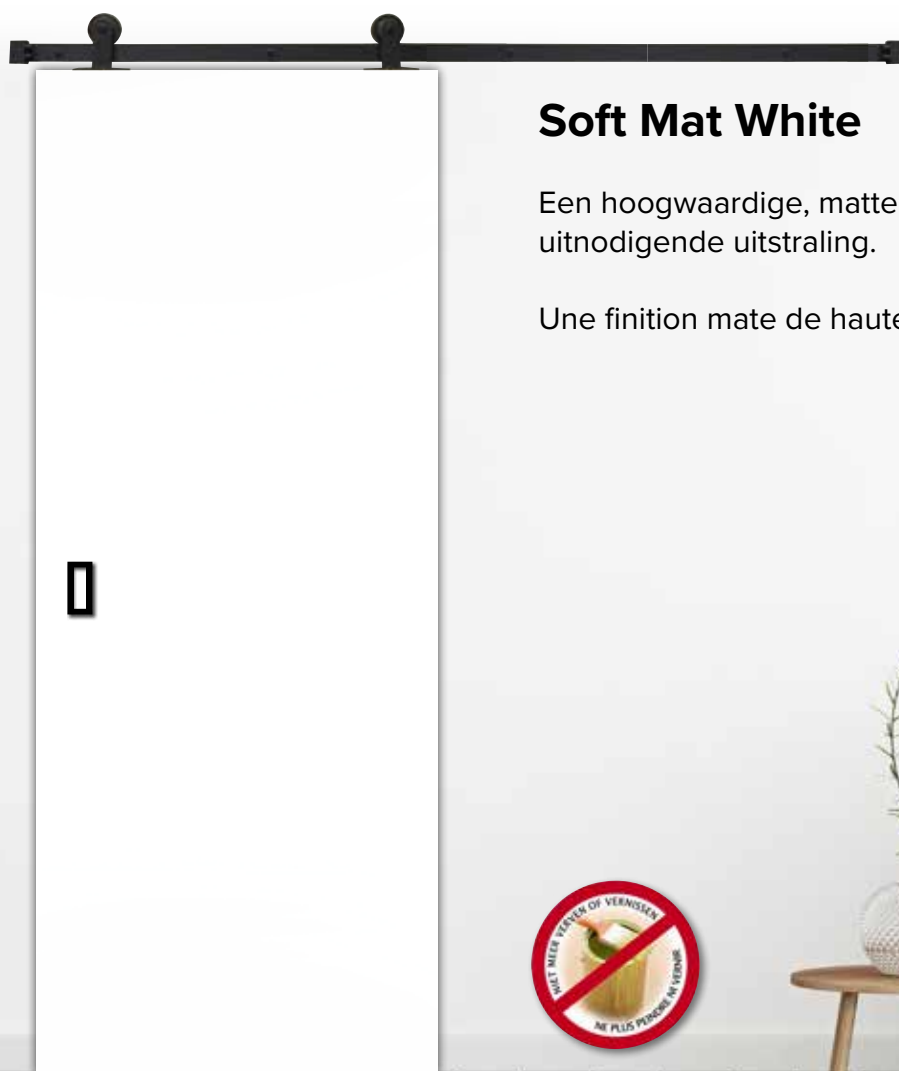 Soft Mat White
Een hoogwaardige, matte
uitnodigende uitstraling.
Une finition mate de haute
NIET MEER VERVEN OF VERNISSEN
NE PLUS PEINDRE NI VERNIR